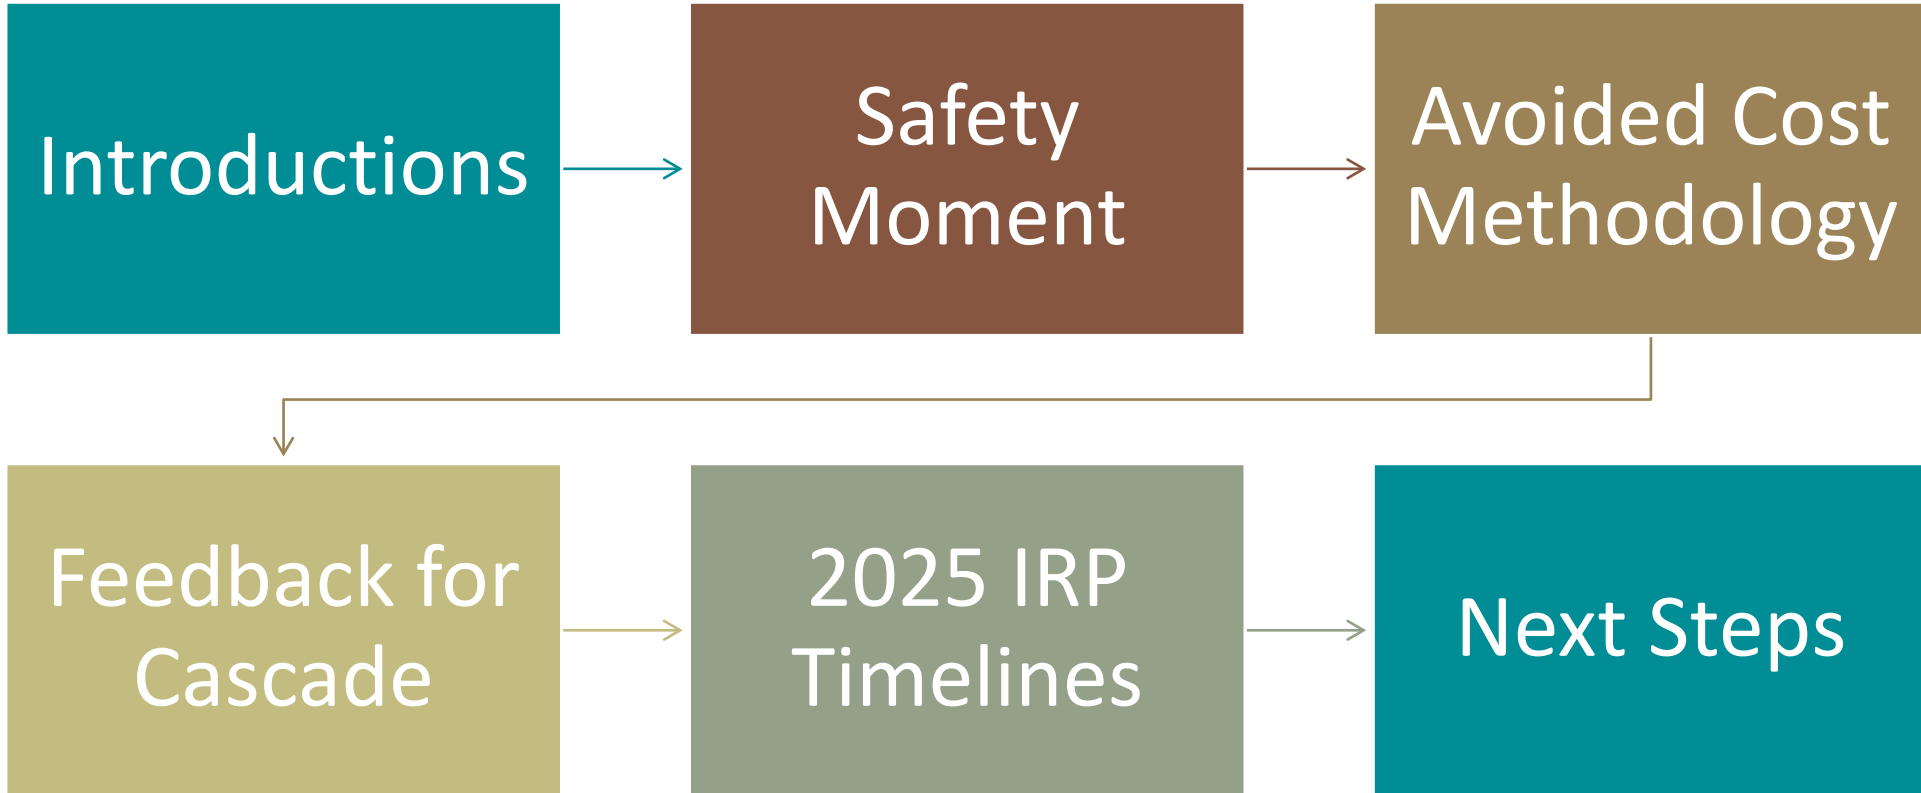 Introductions
Safety
Moment
Avoided Cost
Methodology
Feedback for
Cascade
2025 IRP
Timelines
Next Steps